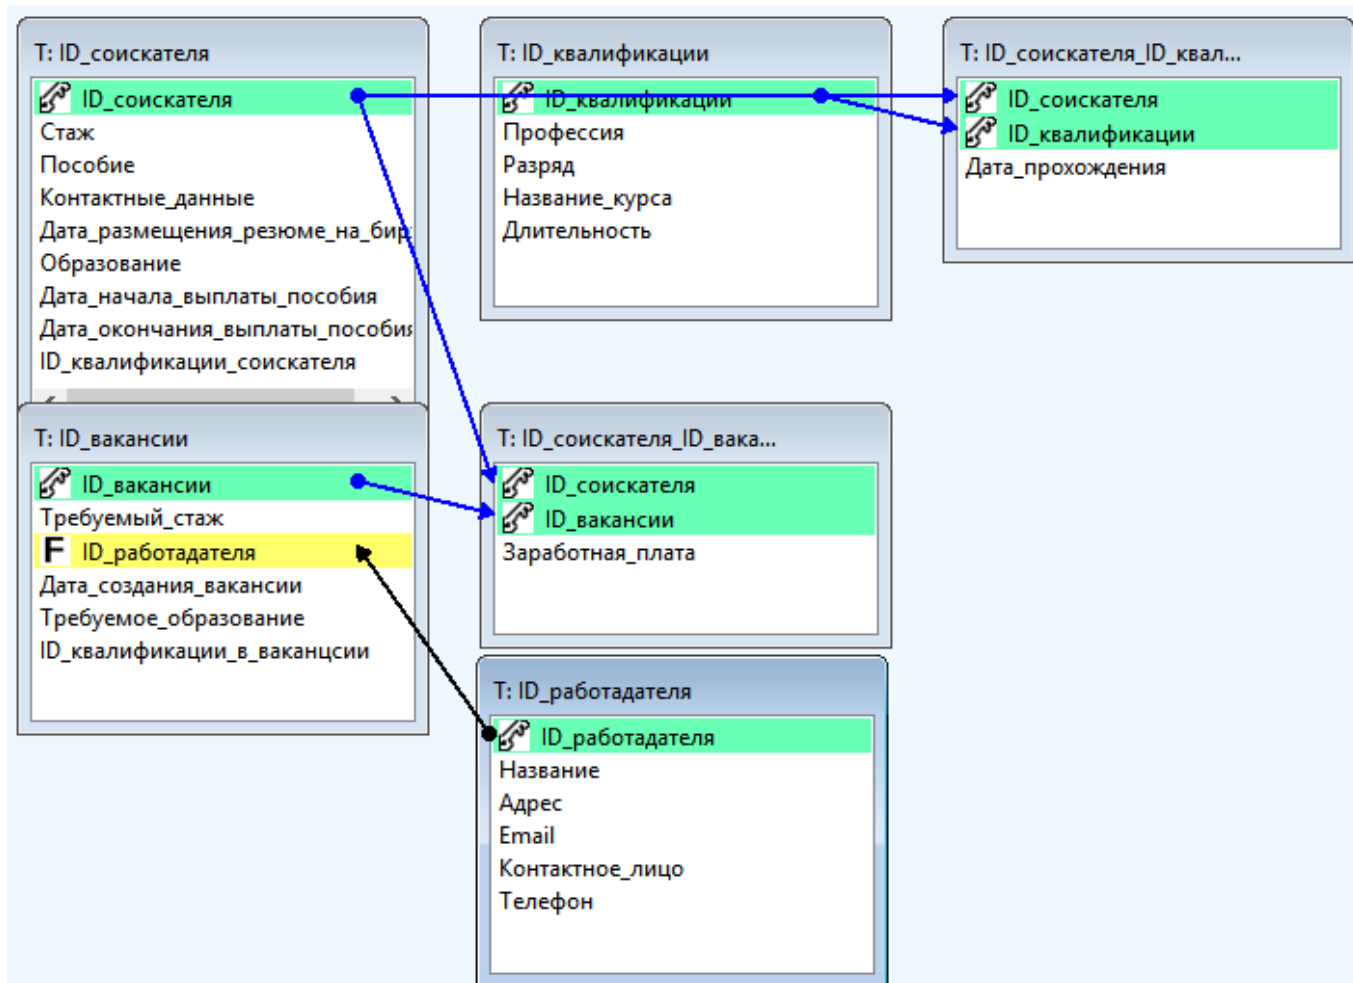 T: ID_соискателя
ID_соискателя
Стаж
Пособие
Контактные_данные
Дата_размещения_резюме_на_бир
Образование
Дата_начала_выплаты_пособия
Дата_окончания_выплаты_пособия
ID_квалификации_соискателя
T: ID_квалификации
ID_квалификации
Профессия
Разряд
Название_курса
Длительность
T: ID_соискателя_ID_квал...
ID_соискателя
ID_квалификации
Дата_прохождения
T: ID_вакансии
ID_вакансии
Требуемый_стаж
F ID_работадателя
Дата_создания_вакансии
Требуемое_образование
ID_квалификации_в_ваканцсии
T: ID_соискателя_ID_вака...
ID_соискателя
ID_вакансии
Заработная_плата
T: ID_работадателя
ID_работадателя
Название
Адрес
Email
Контактное_лицо
Телефон